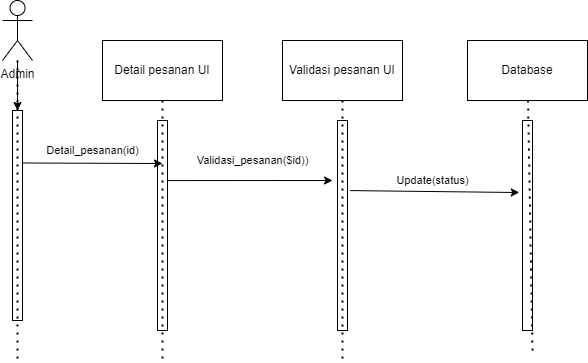 Admin
Detail pesanan UI
Validasi pesanan UI
Database
Detail_pesanan(id)
Validasi_pesanan($id))
Update(status)